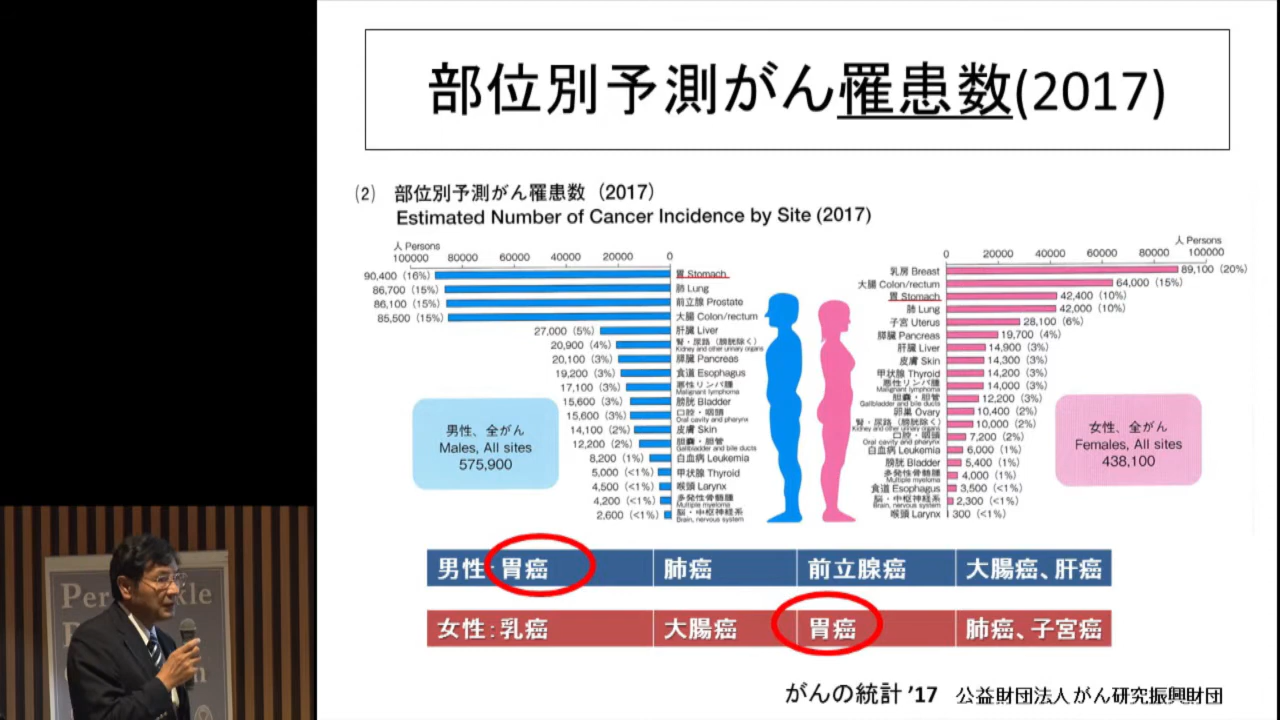 部位別予測がん罹患数(2017)
(2) 部位別予測がん罹患数(2017)
Estimated Number of Cancer Incidence by Site (2017)
人 Persons
100000 80000 60000 40000 20000 0
90,400(16%) 胃 Stomach
86,700(15%) 肺 Lung
86,100(15%) 前立腺 Prostate
85,500(15%) 大腸 Colon/rectum
27,000(5%) 肝臓 Liver
20,900(4%) 腎・尿路(膀胱除く)
Kidney and other urinary organs
20,100(3%) 膵臓 Pancreas
19,200(3%) 食道 Esophagus
17,100(3%) 悪性リンパ腫
Malignant lymphoma
15,600(3%) 膀胱 Bladder
15,600(3%) 口腔・咽頭
Oral cavity and pharynx
14,100(2%) 皮膚 Skin
12,200(2%) 胆嚢・胆管
Gallbladder and bile ducts
8,200(1%) 白血病 Leukemia
5,000(<1%) 甲状腺 Thyroid
4,500(<1%) 喉頭 Larynx
4,200(<1%) 多発性骨髄腫
Multiple myeloma
2,600(<1%) 脳・中枢神経系
Brain, nervous system
男性、全がん
Males, All sites
575,900
人 Persons
0 20000 40000 60000 80000 100000
乳房 Breast 89,100(20%)
大腸 Colon/rectum 64,000(15%)
胃 Stomach 42,400(10%)
肺 Lung 42,000(10%)
子宮 Uterus 28,100(6%)
膵臓 Pancreas 19,700(4%)
肝臓 Liver 14,900(3%)
皮膚 Skin 14,300(3%)
甲状腺 Thyroid 14,200(3%)
悪性リンパ腫 14,000(3%)
Malignant lymphoma
胆嚢・胆管 12,200(3%)
Gallbladder and bile ducts
卵巣 Ovary 10,400(2%)
腎・尿路(膀胱除く) 10,000(2%)
Kidney and other urinary organs
口腔・咽頭 7,200(2%)
Oral cavity and pharynx
白血病 Leukemia 6,000(1%)
膀胱 Bladder 5,400(1%)
多発性骨髄腫 4,000(1%)
Multiple myeloma
食道 Esophagus 3,500(<1%)
脳・中枢神経系 2,300(<1%)
Brain, nervous system
喉頭 Larynx 300(<1%)
女性、全がん
Females, All sites
438,100
男性: 胃癌 肺癌 前立腺癌 大腸癌、肝癌
女性:乳癌 大腸癌 胃癌 肺癌、子宮癌
がんの統計 '17 公益財団法人 がん研究振興財団